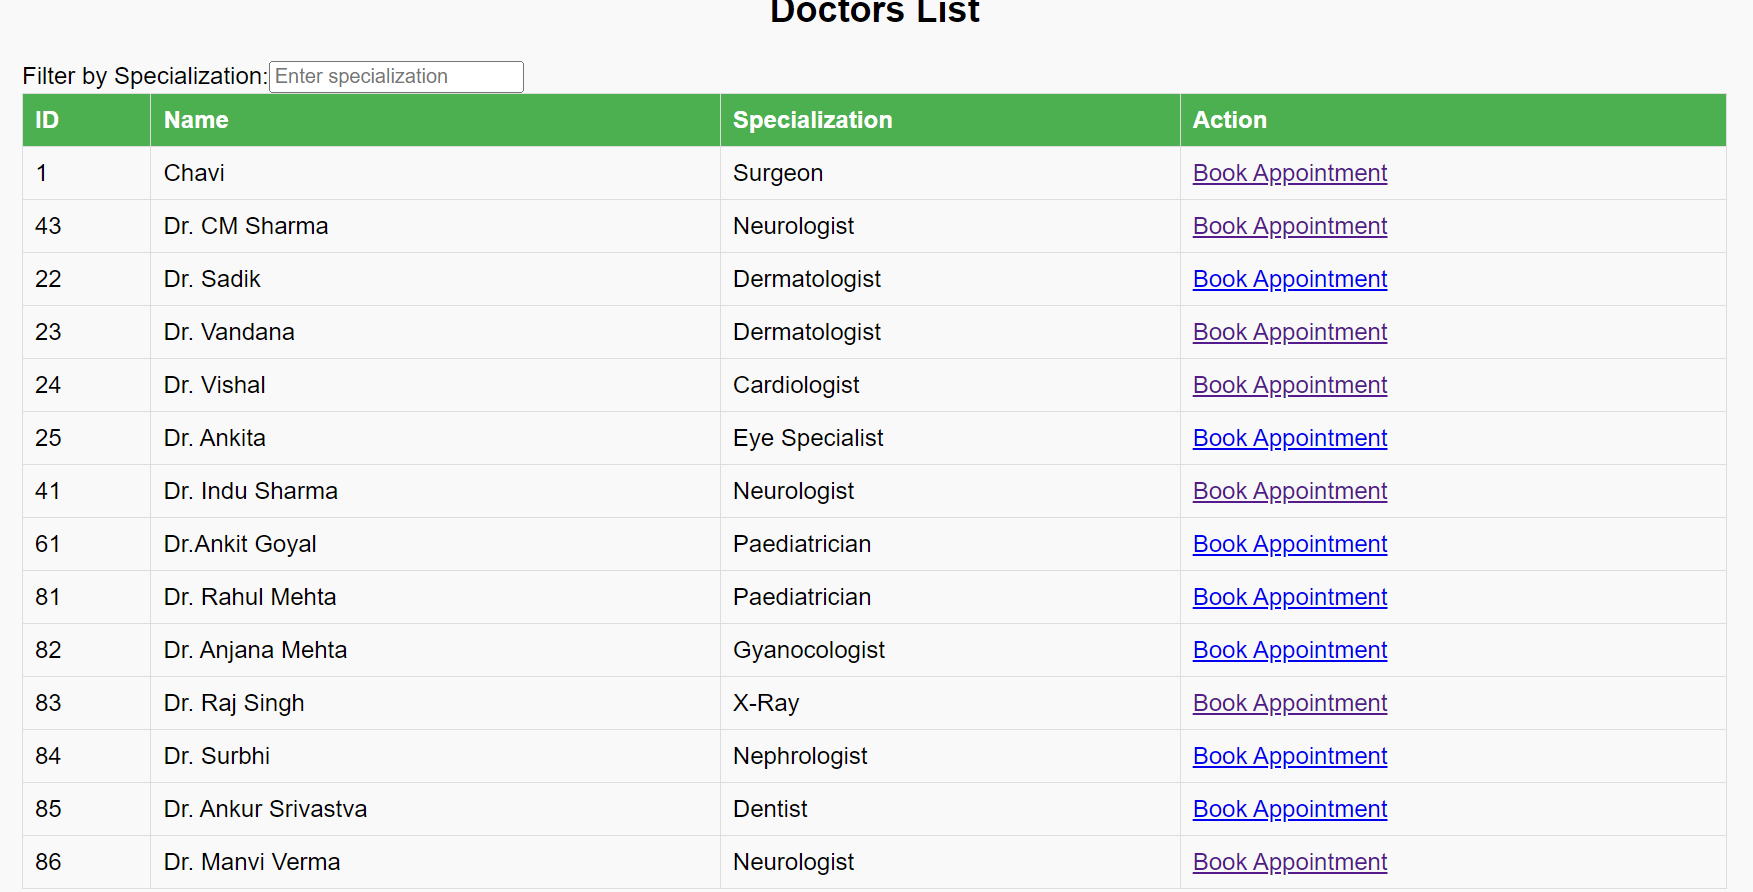 Doctors List
Filter by Specialization: Enter specialization
ID Name Specialization Action
1 Chavi Surgeon Book Appointment
43 Dr. CM Sharma Neurologist Book Appointment
22 Dr. Sadik Dermatologist Book Appointment
23 Dr. Vandana Dermatologist Book Appointment
24 Dr. Vishal Cardiologist Book Appointment
25 Dr. Ankita Eye Specialist Book Appointment
41 Dr. Indu Sharma Neurologist Book Appointment
61 Dr.Ankit Goyal Paediatrician Book Appointment
81 Dr. Rahul Mehta Paediatrician Book Appointment
82 Dr. Anjana Mehta Gyanocologist Book Appointment
83 Dr. Raj Singh X-Ray Book Appointment
84 Dr. Surbhi Nephrologist Book Appointment
85 Dr. Ankur Srivastva Dentist Book Appointment
86 Dr. Manvi Verma Neurologist Book Appointment